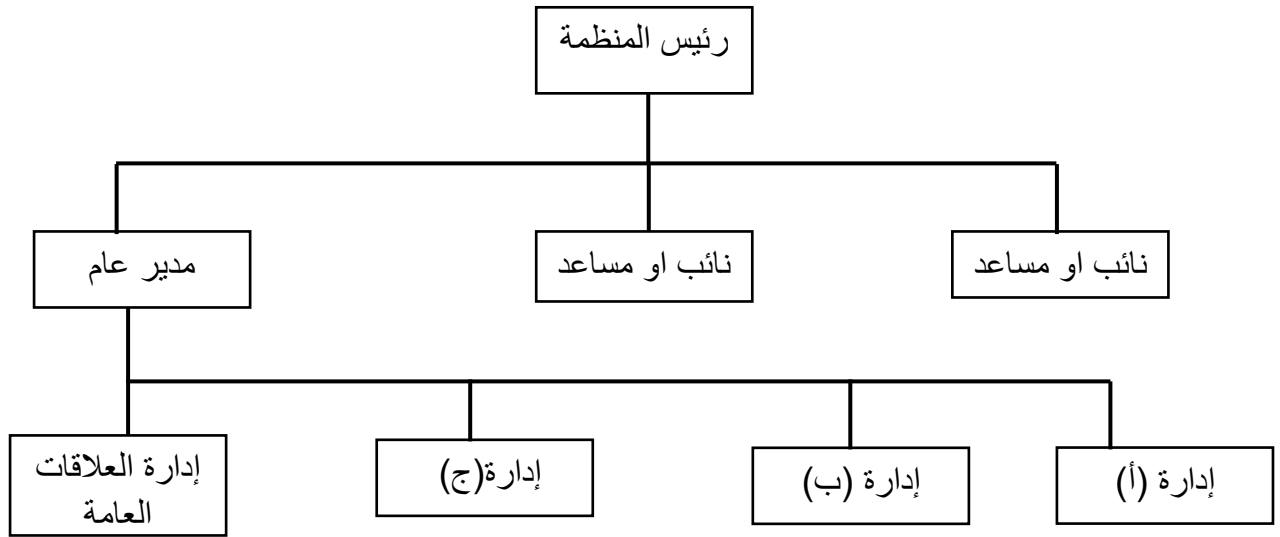 رئيس المنظمة
نائب او مساعد
نائب او مساعد
مدير عام
إدارة (أ)
إدارة (ب)
إدارة(ج)
إدارة العلاقات
العامة